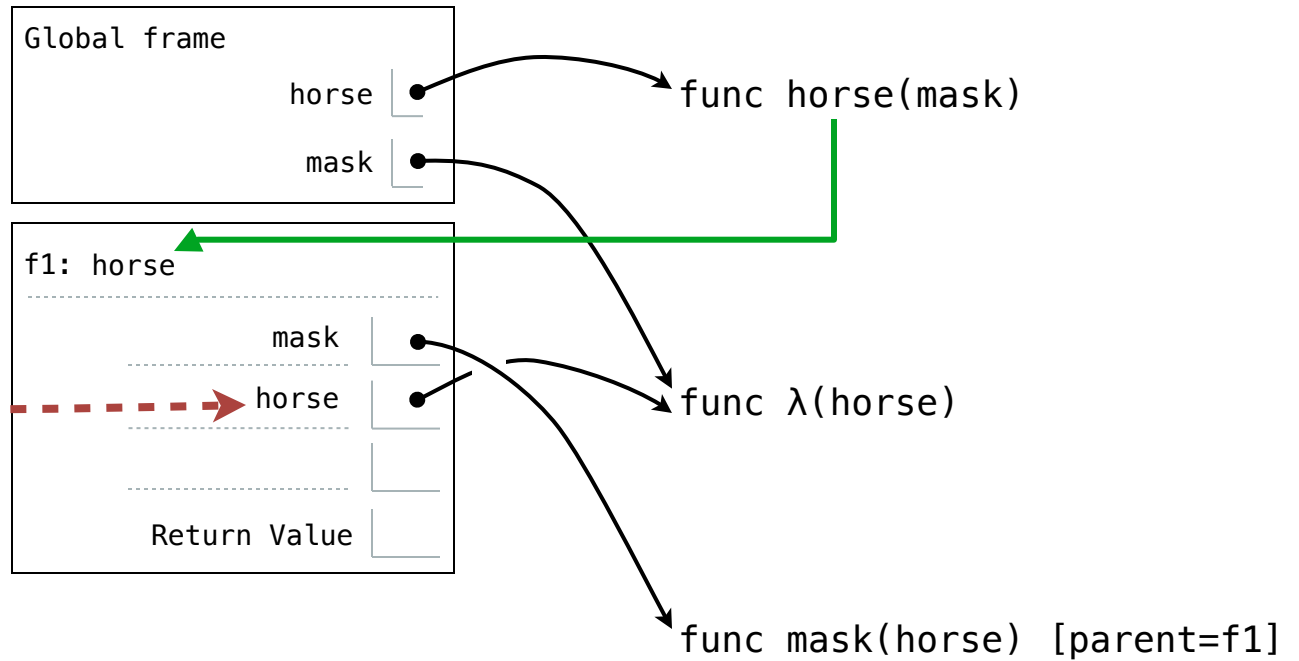 Global frame
horse
func horse(mask)
mask
f1: horse
mask
horse
func λ(horse)
Return Value
func mask(horse) [parent=f1]